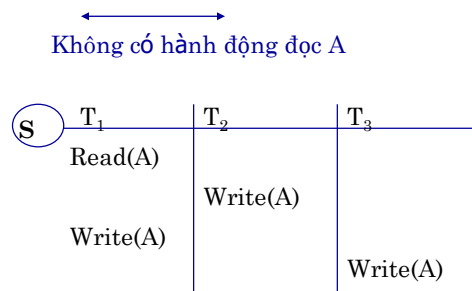 Không có hành động đọc A
S T₁ T₂ T₃
Read(A)
Write(A)
Write(A)
Write(A)